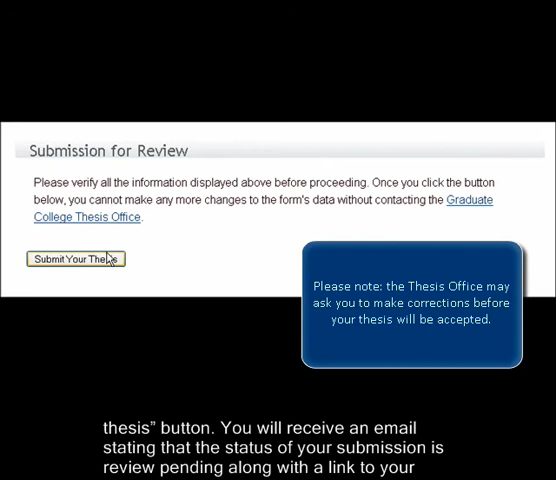 Submission for Review
Please verify all the information displayed above before proceeding. Once you click the button
below, you cannot make any more changes to the form's data without contacting the Graduate
College Thesis Office.
Submit Your Thesis
Please note: the Thesis Office may
ask you to make corrections before
your thesis will be accepted.
thesis” button. You will receive an email
stating that the status of your submission is
review pending along with a link to your